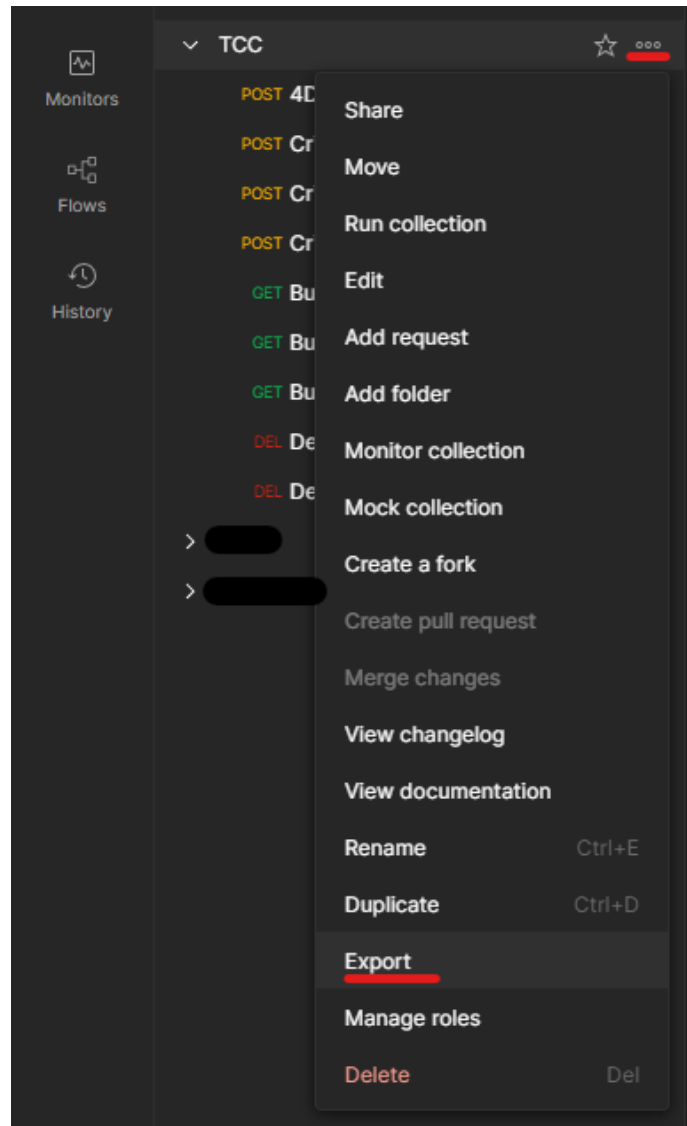 TCC
Monitors
Flows
History
POST 4D
POST Cr
POST Cr
POST Cr
GET Bu
GET Bu
GET Bu
DEL De
DEL De
Share
Move
Run collection
Edit
Add request
Add folder
Monitor collection
Mock collection
Create a fork
Create pull request
Merge changes
View changelog
View documentation
Rename Ctrl+E
Duplicate Ctrl+D
Export
Manage roles
Delete Del